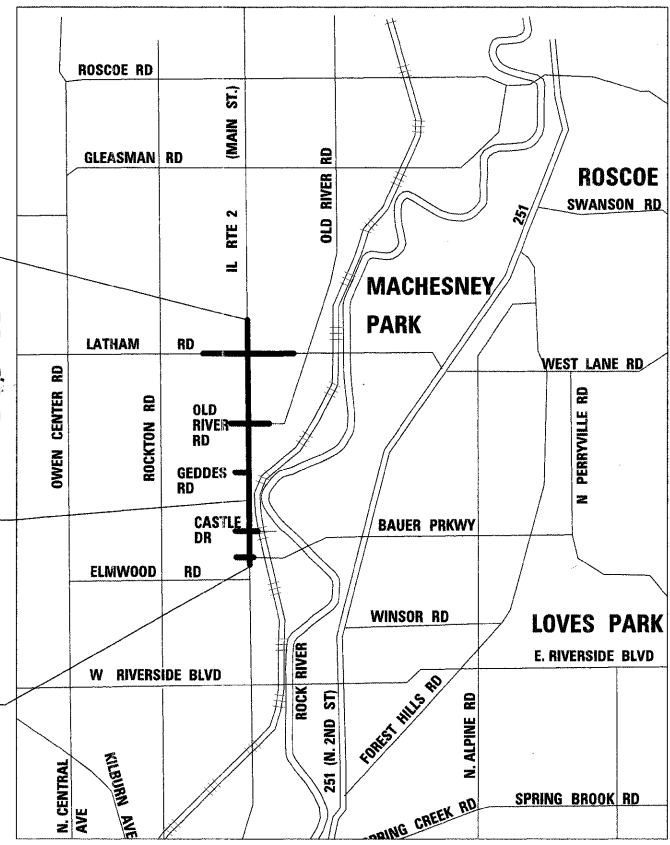 ROSCOE RD
(MAIN ST.)
GLEASMAN RD
OLD RIVER RD
ROSCOE
SWANSON RD
251
IL RTE 2
MACHESNEY
PARK
LATHAM RD
WEST LANE RD
OWEN CENTER RD
ROCKTON RD
OLD
RIVER
RD
N PERRYVILLE RD
GEDDES
RD
CASTLE
DR
BAUER PRKWY
ELMWOOD RD
WINSOR RD
LOVES PARK
E. RIVERSIDE BLVD
W RIVERSIDE BLVD
ROCK RIVER
251 (N. 2ND ST)
FOREST HILLS RD
N. ALPINE RD
N. CENTRAL
AVE
KILBURN AVE
CREEK RD
SPRING BROOK RD